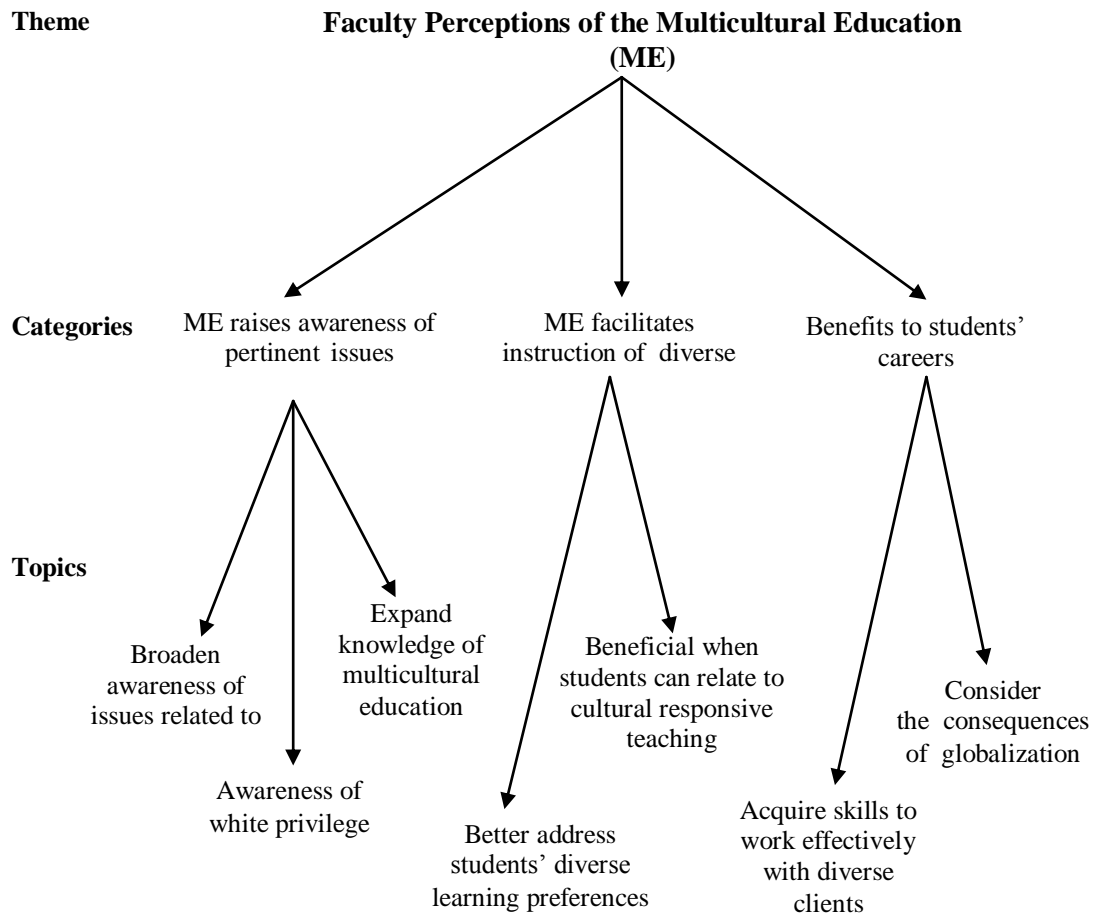 Theme
Faculty Perceptions of the Multicultural Education
(ME)
Categories
ME raises awareness of
pertinent issues
ME facilitates
instruction of diverse
Benefits to students’
careers
Topics
Broaden
awareness of
issues related to
Awareness of
white privilege
Expand
knowledge of
multicultural
education
Better address
students’ diverse
learning preferences
Beneficial when
students can relate to
cultural responsive
teaching
Acquire skills to
work effectively
with diverse
clients
Consider
the consequences
of globalization